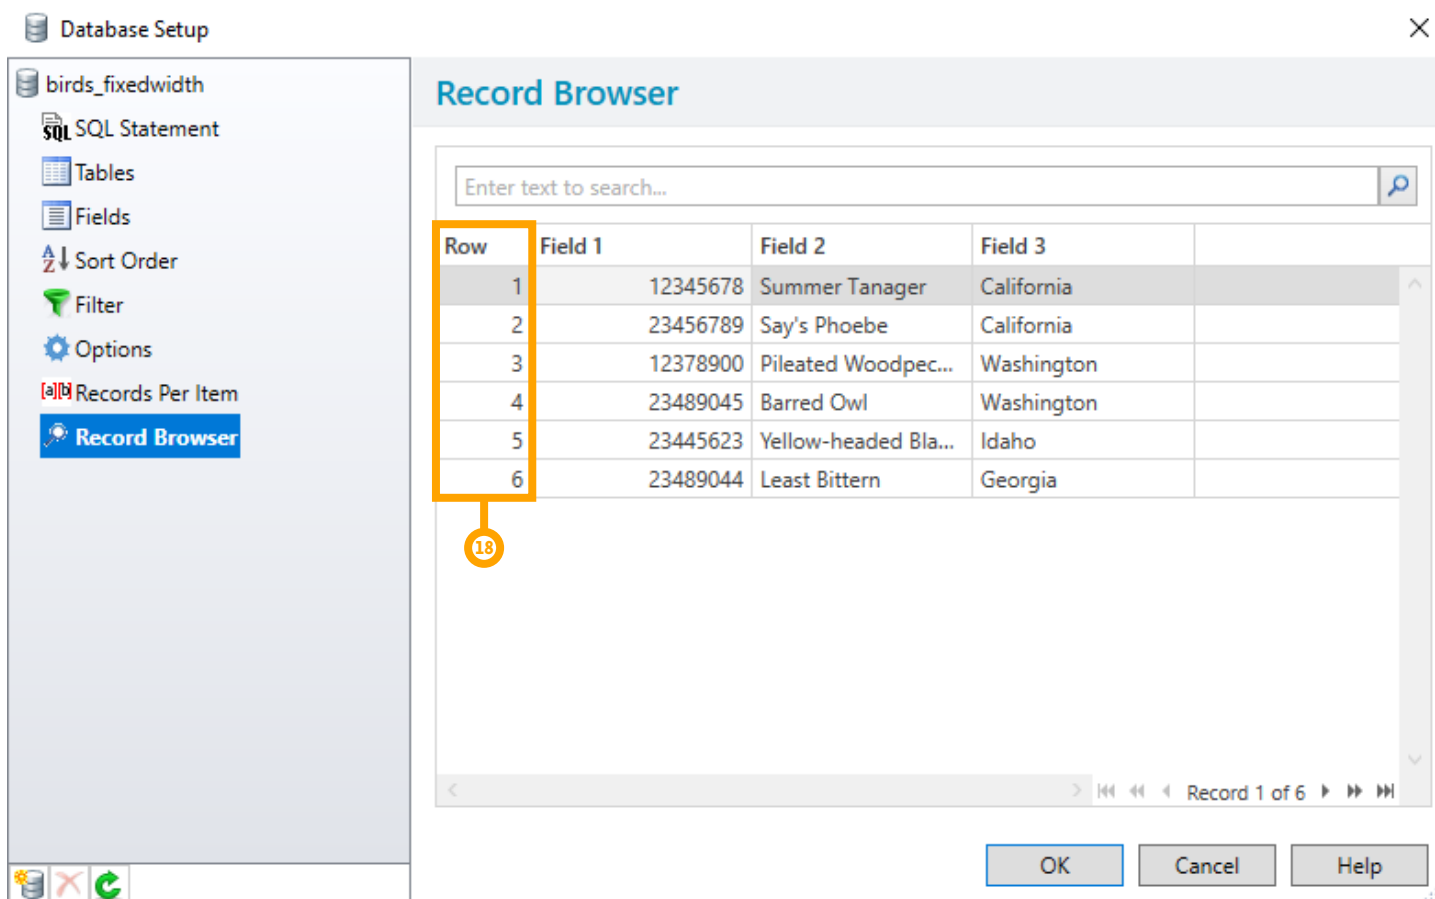 Database Setup
birds_fixedwidth
SQL SQL Statement
Tables
Fields
AZ Sort Order
Filter
Options
[a][b] Records Per Item
Record Browser
Record Browser
Enter text to search...
Row Field 1 Field 2 Field 3
1 12345678 Summer Tanager California
2 23456789 Say's Phoebe California
3 12378900 Pileated Woodpec... Washington
4 23489045 Barred Owl Washington
5 23445623 Yellow-headed Bla... Idaho
6 23489044 Least Bittern Georgia
18
Record 1 of 6
OK Cancel Help